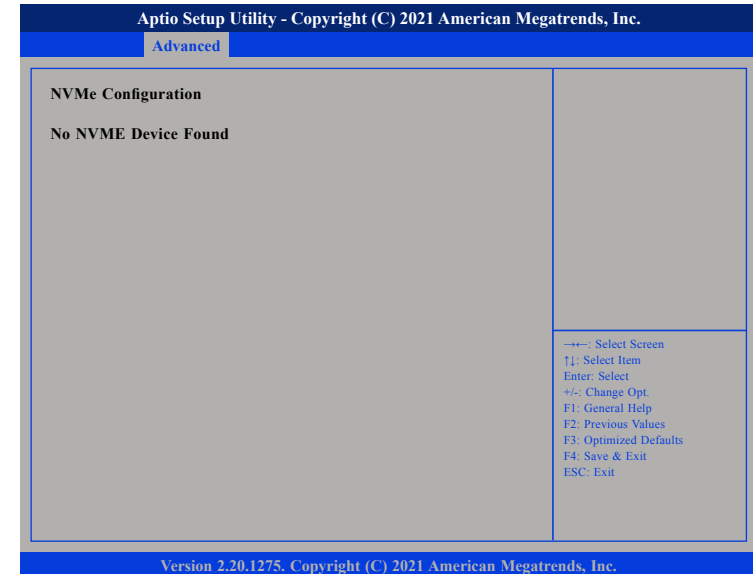 Aptio Setup Utility - Copyright (C) 2021 American Megatrends, Inc.
Advanced
NVMe Configuration
No NVME Device Found
→←: Select Screen
↑↓: Select Item
Enter: Select
+/-: Change Opt.
F1: General Help
F2: Previous Values
F3: Optimized Defaults
F4: Save & Exit
ESC: Exit
Version 2.20.1275. Copyright (C) 2021 American Megatrends, Inc.